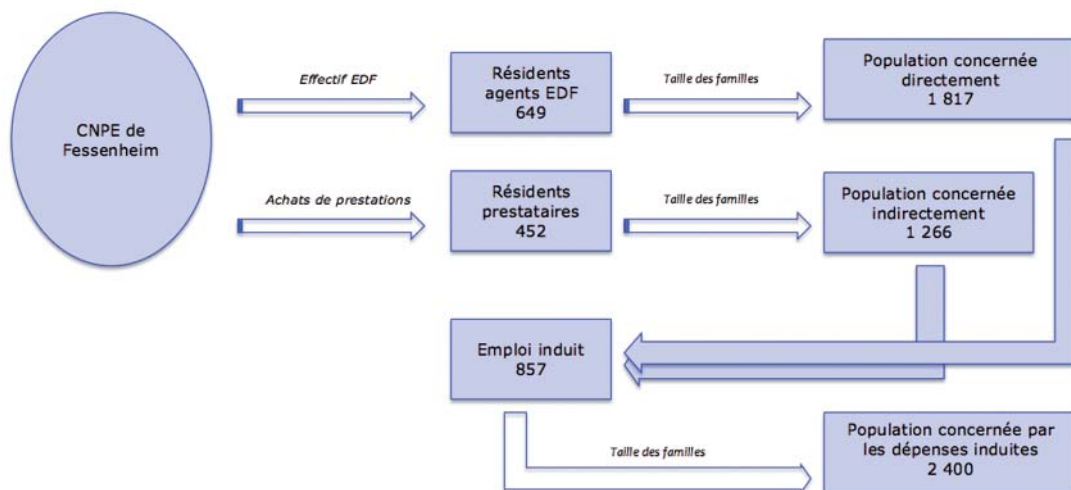 CNPE de
Fessenheim
Effectif EDF
Résidents
agents EDF
649
Taille des familles
Population concernée
directement
1 817
Achats de prestations
Résidents
prestataires
452
Taille des familles
Population concernée
indirectement
1 266
Emploi induit
857
Taille des familles
Population concernée par
les dépenses induites
2 400